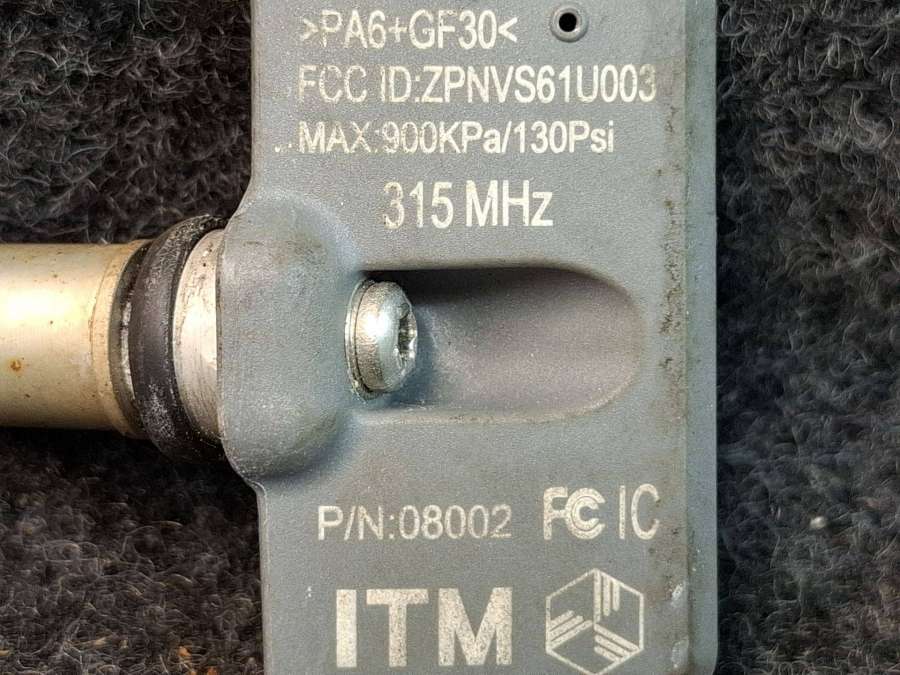 >PA6+GF30<
FCC ID:ZPNVS61U003
MAX:900KPa/130Psi
315 MHz
P/N:08002 FC IC
ITM